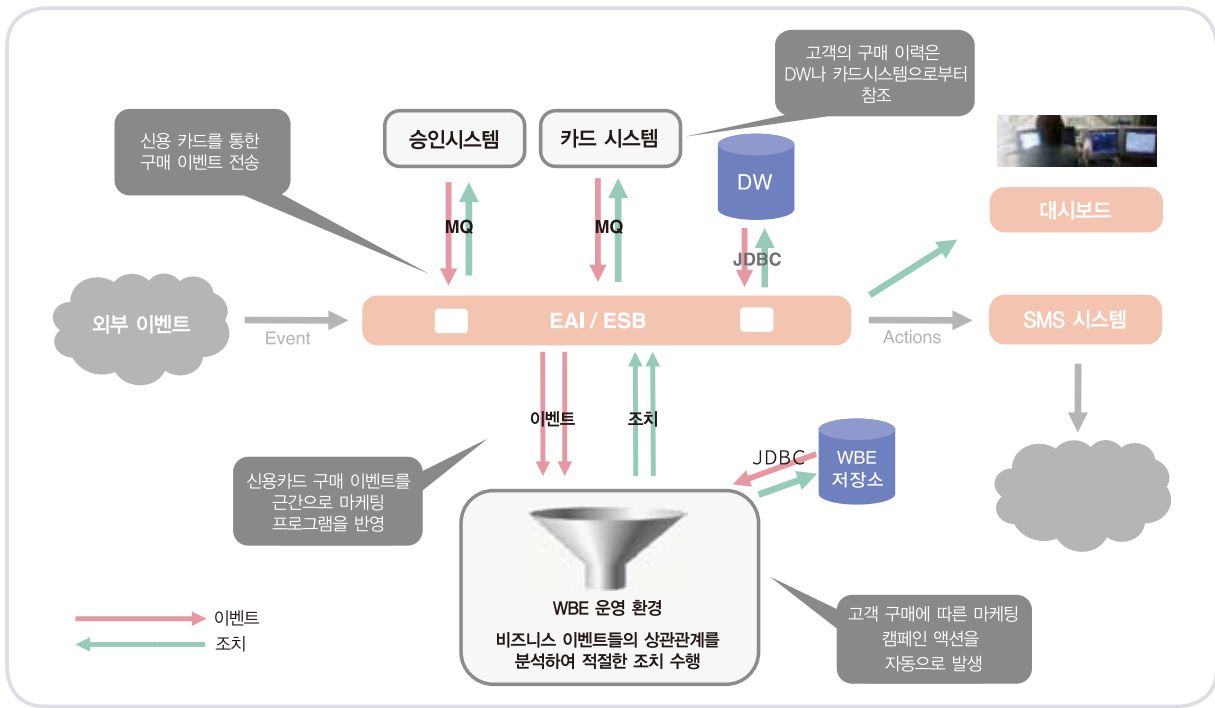 고객의 구매 이력은
DW나 카드시스템으로부터
참조
신용 카드를 통한
구매 이벤트 전송
승인시스템
카드 시스템
DW
대시보드
MQ
MQ
JDBC
외부 이벤트
Event
EAI / ESB
Actions
SMS 시스템
이벤트
조치
JDBC
WBE
저장소
신용카드 구매 이벤트를
근간으로 마케팅
프로그램을 반영
WBE 운영 환경
비즈니스 이벤트들의 상관관계를
분석하여 적절한 조치 수행
고객 구매에 따른 마케팅
캠페인 액션을
자동으로 발생
이벤트
조치